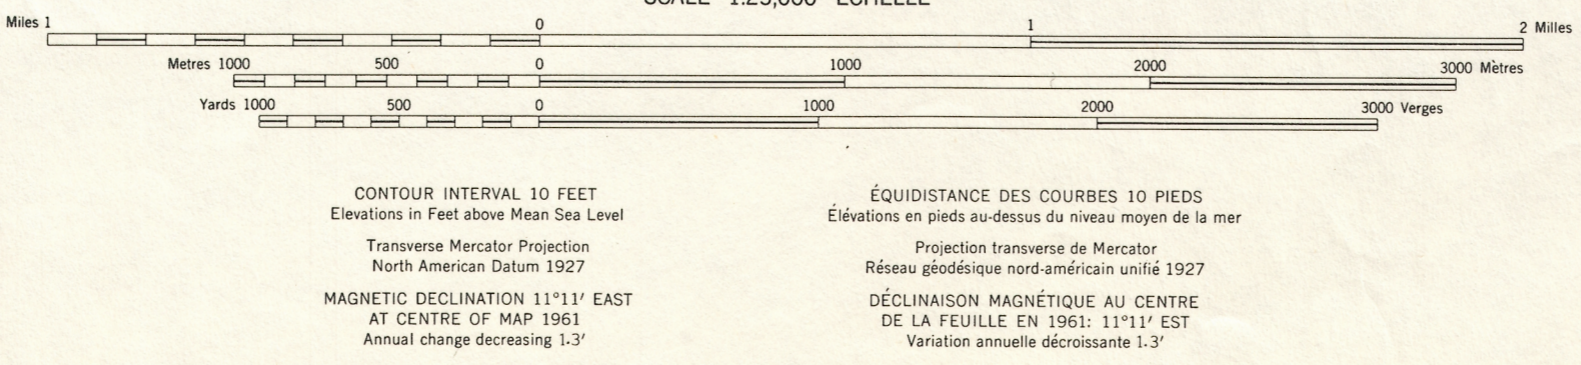 SCALE 1:25,000 ÉCHELLE
Miles 1 0 1 2 Milles
Metres 1000 500 0 1000 2000 3000 Mètres
Yards 1000 500 0 1000 2000 3000 Verges
CONTOUR INTERVAL 10 FEET
Elevations in Feet above Mean Sea Level
Transverse Mercator Projection
North American Datum 1927
MAGNETIC DECLINATION 11°11′ EAST
AT CENTRE OF MAP 1961
Annual change decreasing 1.3′
ÉQUIDISTANCE DES COURBES 10 PIEDS
Élévations en pieds au-dessus du niveau moyen de la mer
Projection transverse de Mercator
Réseau géodésique nord-américain unifié 1927
DÉCLINAISON MAGNÉTIQUE AU CENTRE
DE LA FEUILLE EN 1961: 11°11′ EST
Variation annuelle décroissante 1.3′